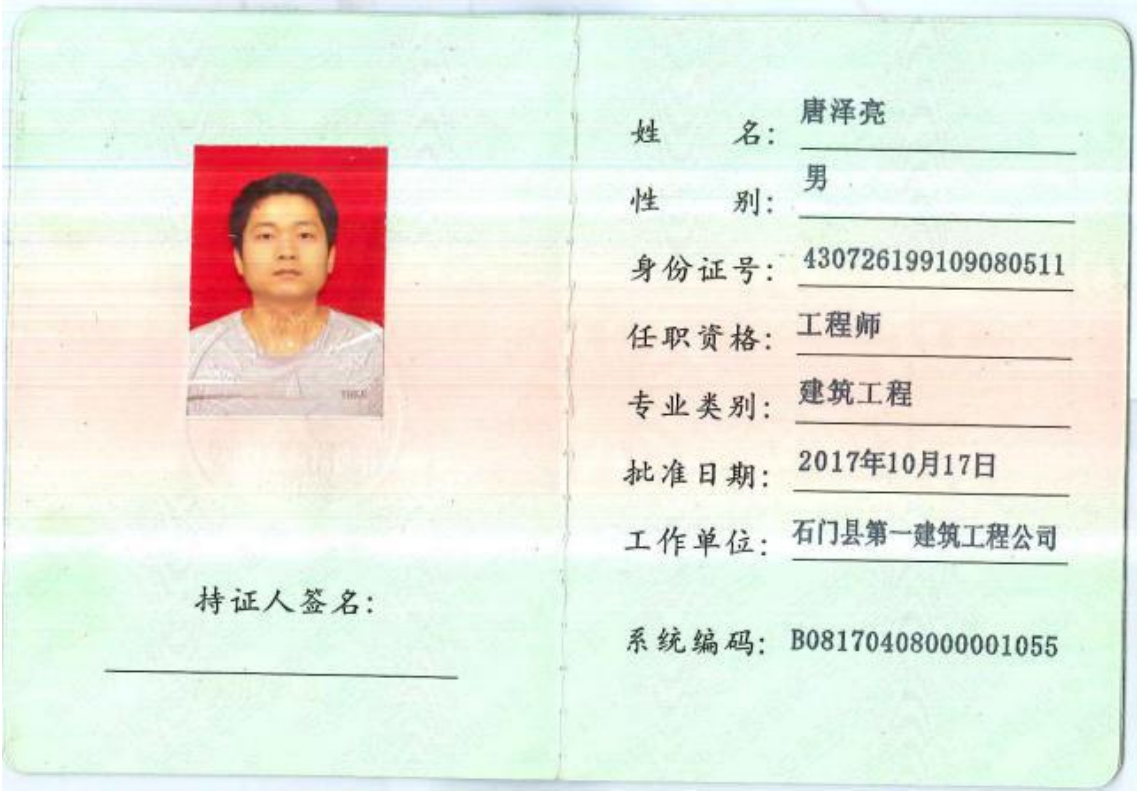 持证人签名：
姓 名：唐泽亮
性 别：男
身份证号：430726199109080511
任职资格：工程师
专业类别：建筑工程
批准日期：2017年10月17日
工作单位：石门县第一建筑工程公司
系统编码：B08170408000001055